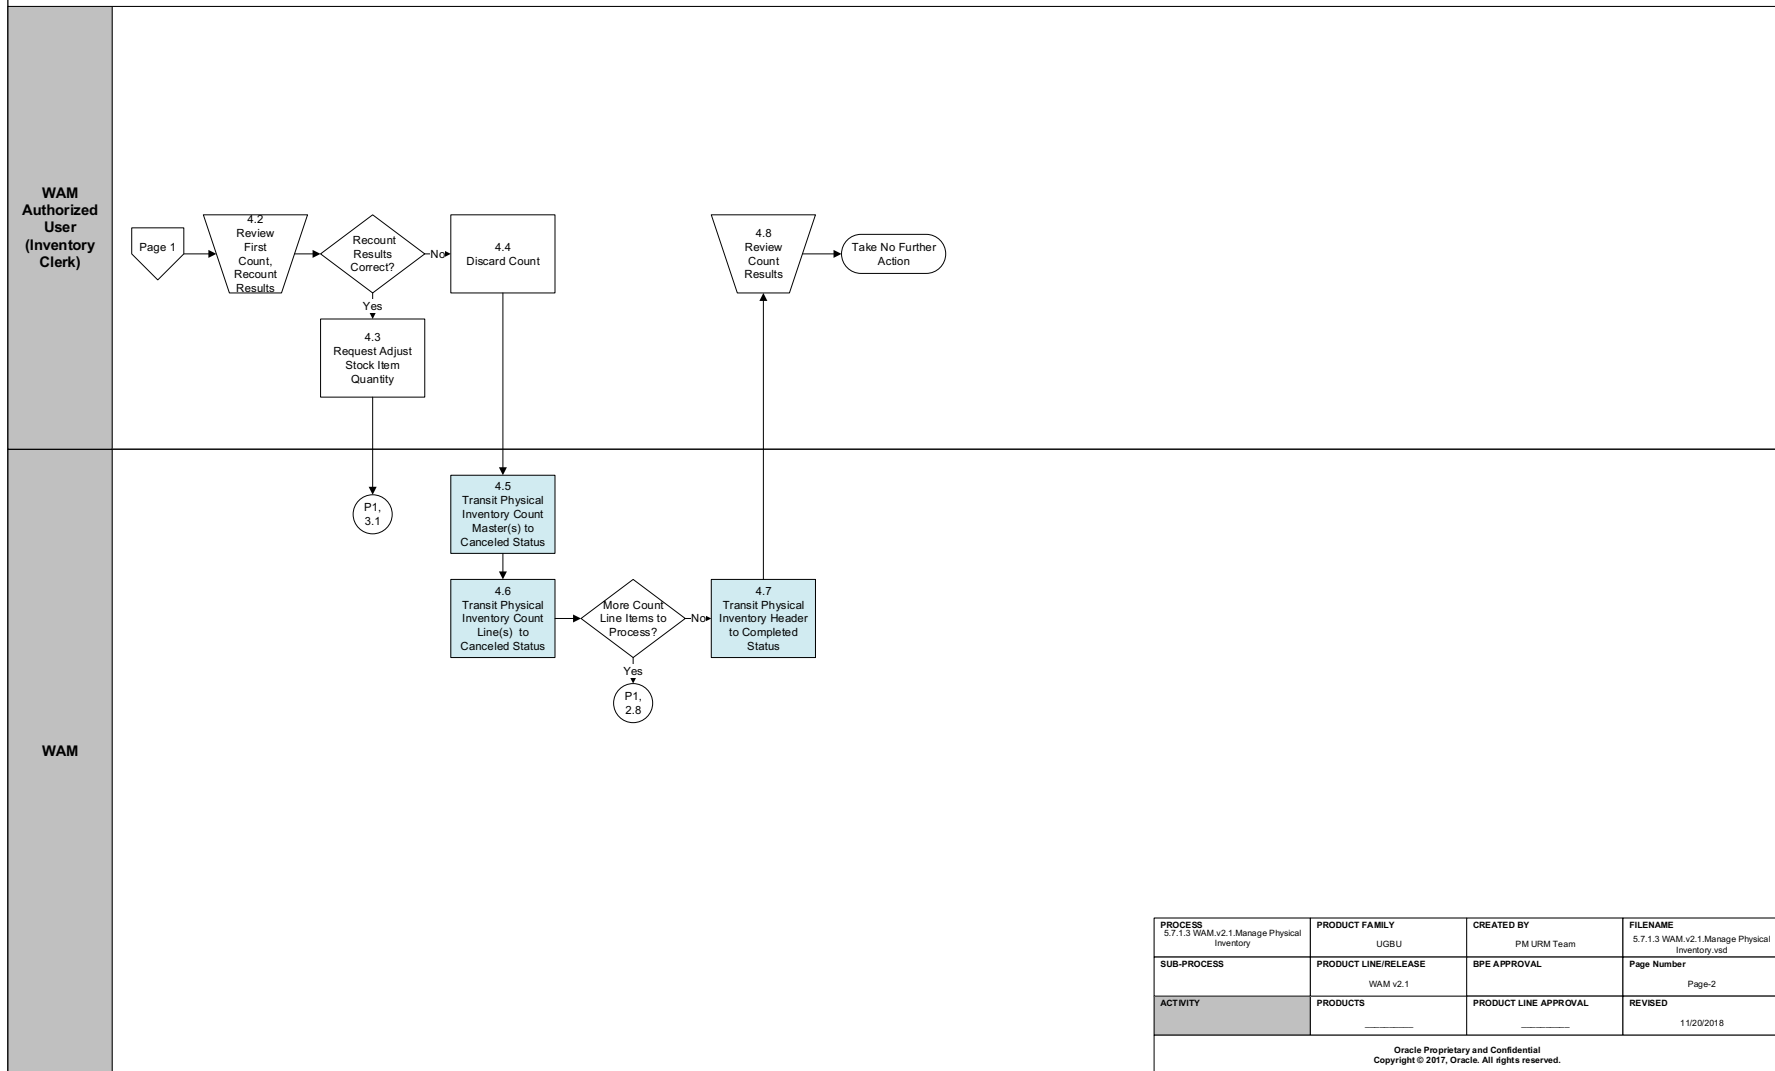 WAM
Authorized
User
(Inventory
Clerk)
Page 1
4.2
Review
First
Count,
Recount
Results
Recount
Results
Correct?
No
4.4
Discard Count
Yes
4.3
Request Adjust
Stock Item
Quantity
4.8
Review
Count
Results
Take No Further
Action
WAM
P1,
3.1
4.5
Transit Physical
Inventory Count
Master(s) to
Canceled Status
4.6
Transit Physical
Inventory Count
Line(s) to
Canceled Status
More Count
Line Items to
Process?
No
4.7
Transit Physical
Inventory Header
to Completed
Status
Yes
P1,
2.8
PROCESS
5.7.1.3 WAM.v2.1.Manage Physical
Inventory
PRODUCT FAMILY
UGBU
CREATED BY
PM URM Team
FILENAME
5.7.1.3 WAM.v2.1.Manage Physical
Inventory.vsd
SUB-PROCESS
PRODUCT LINE/RELEASE
WAM v2.1
BPE APPROVAL
Page Number
Page-2
ACTIVITY
PRODUCTS
PRODUCT LINE APPROVAL
REVISED
11/20/2018
Oracle Proprietary and Confidential
Copyright © 2017, Oracle. All rights reserved.